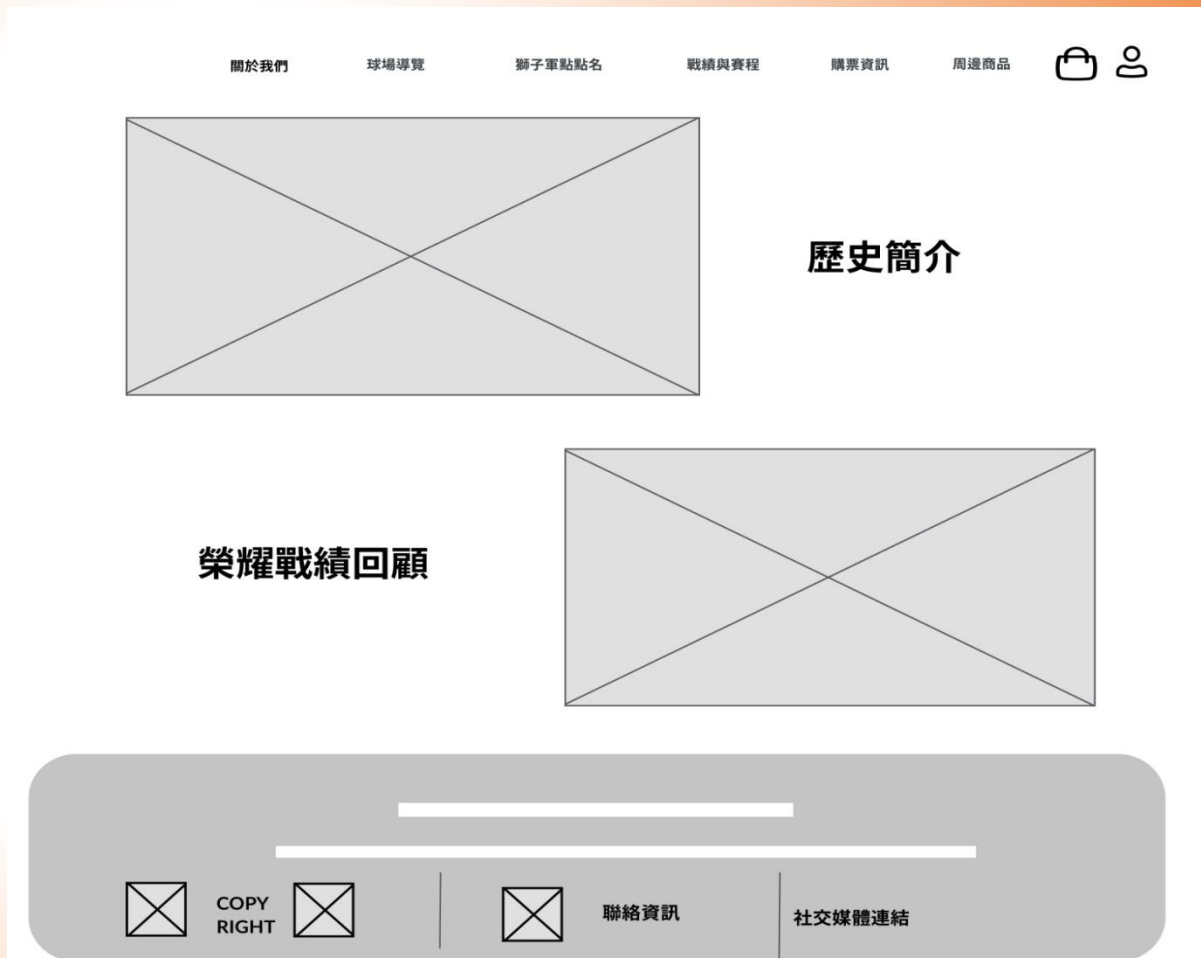 關於我們 球場導覽 獅子軍點點名 戰績與賽程 購票資訊 周邊商品
歷史簡介
榮耀戰績回顧
COPY
RIGHT
聯絡資訊
社交媒體連結